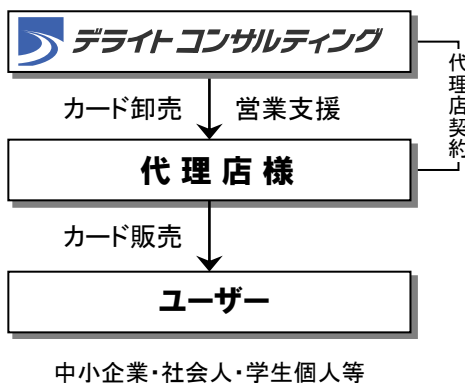 デライトコンサルティング
カード卸売 営業支援
代理店契約
代理店様
カード販売
ユーザー
中小企業・社会人・学生個人等